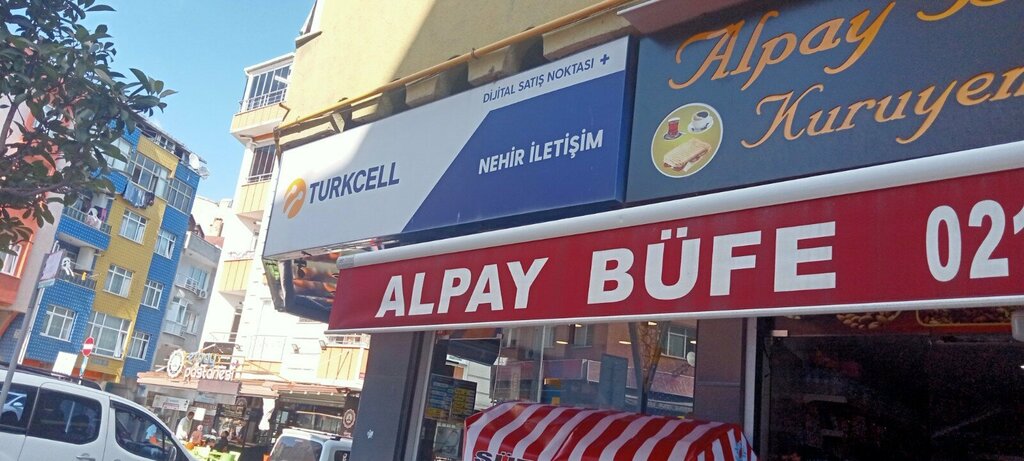 DİJİTAL SATIŞ NOKTASI +
TURKCELL
NEHİR İLETİŞİM
Alpay
Kuruyem
ALPAY BÜFE 021
pastanesi